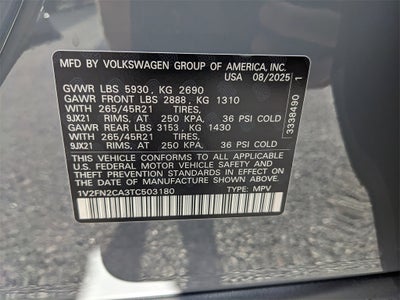 MFD BY VOLKSWAGEN GROUP OF AMERICA, INC.
USA 08/2025
GVWR LBS 5930, KG 2690
GAWR FRONT LBS 2888, KG 1310
WITH 265/45R21 TIRES,
9JX21 RIMS, AT 250 KPA, 36 PSI COLD
GAWR REAR LBS 3153, KG 1430
WITH 265/45R21 TIRES,
9JX21 RIMS, AT 250 KPA, 36 PSI COLD
THIS VEHICLE CONFORMS TO ALL APPLICABLE
U.S. FEDERAL MOTOR VEHICLE SAFETY AND
THEFT PREVENTION STANDARDS IN EFFECT
ON THE DATE OF MANUFACTURE SHOWN ABOVE.
1V2FN2CA3TC503180 TYPE: MPV
3338490 1